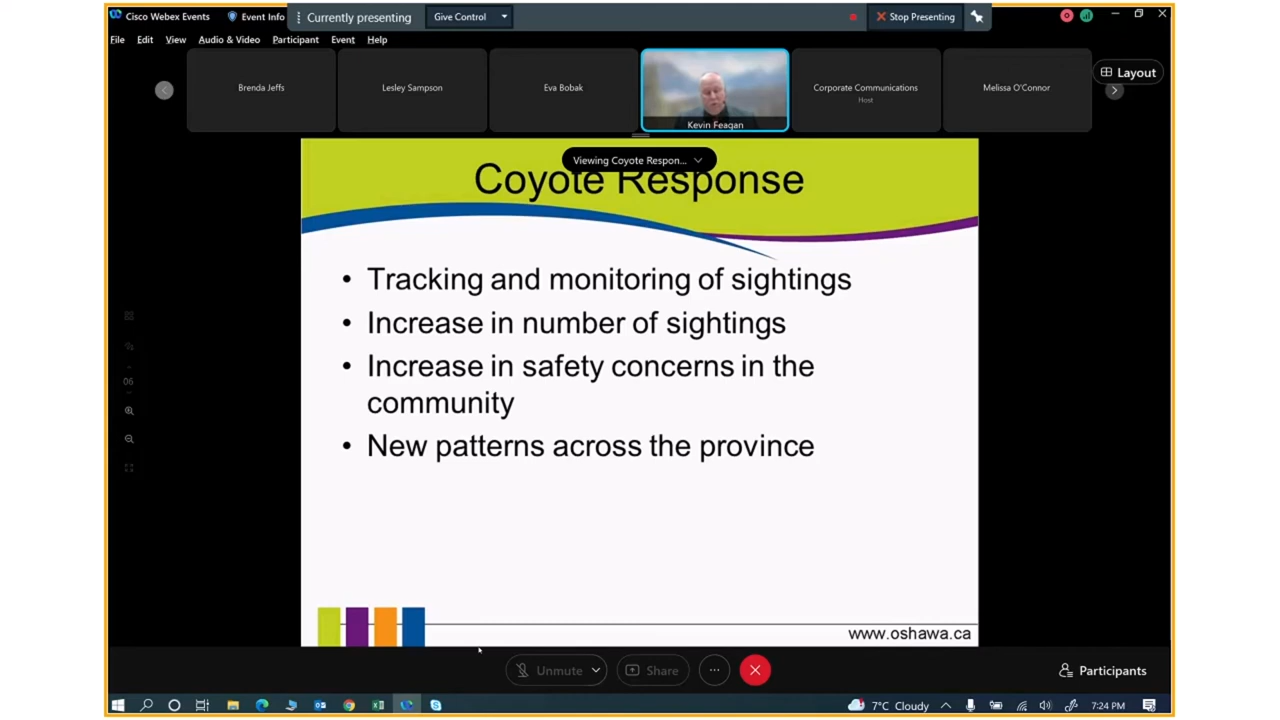 Cisco Webex Events
Event Info
Currently presenting
Give Control
Stop Presenting
File Edit View Audio & Video Participant Event Help
Brenda Jeffs
Lesley Sampson
Eva Bobak
Kevin Feagan
Corporate Communications
Host
Melissa O'Connor
Layout
Viewing Coyote Respon...
Coyote Response
• Tracking and monitoring of sightings
• Increase in number of sightings
• Increase in safety concerns in the
community
• New patterns across the province
06
www.oshawa.ca
Unmute
Share
Participants
7°C Cloudy
7:24 PM